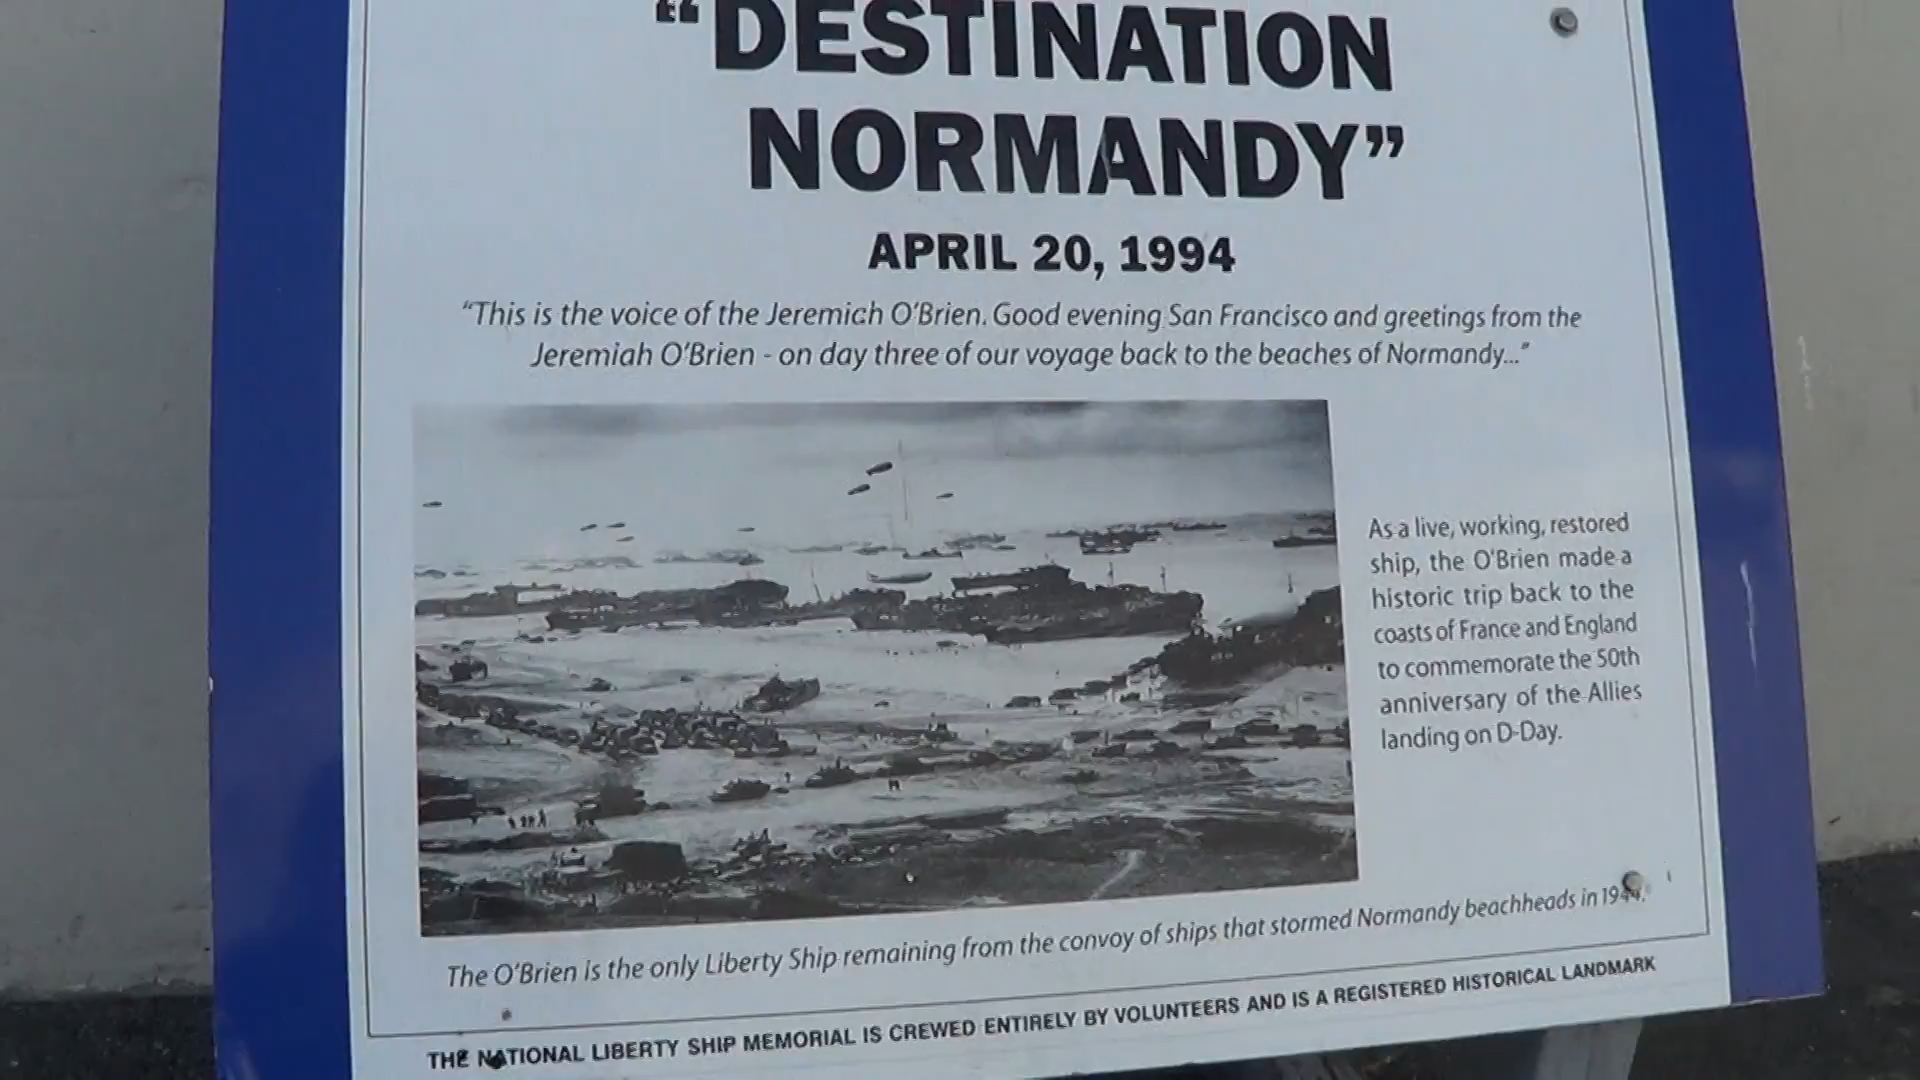 "DESTINATION
NORMANDY"
APRIL 20, 1994
"This is the voice of the Jeremich O'Brien. Good evening San Francisco and greetings from the
Jeremiah O'Brien - on day three of our voyage back to the beaches of Normandy..."
As a live, working, restored
ship, the O'Brien made a
historic trip back to the
coasts of France and England
to commemorate the 50th
anniversary of the Allies
landing on D-Day.
The O'Brien is the only Liberty Ship remaining from the convoy of ships that stormed Normandy beachheads in 1944.
THE NATIONAL LIBERTY SHIP MEMORIAL IS CREWED ENTIRELY BY VOLUNTEERS AND IS A REGISTERED HISTORICAL LANDMARK